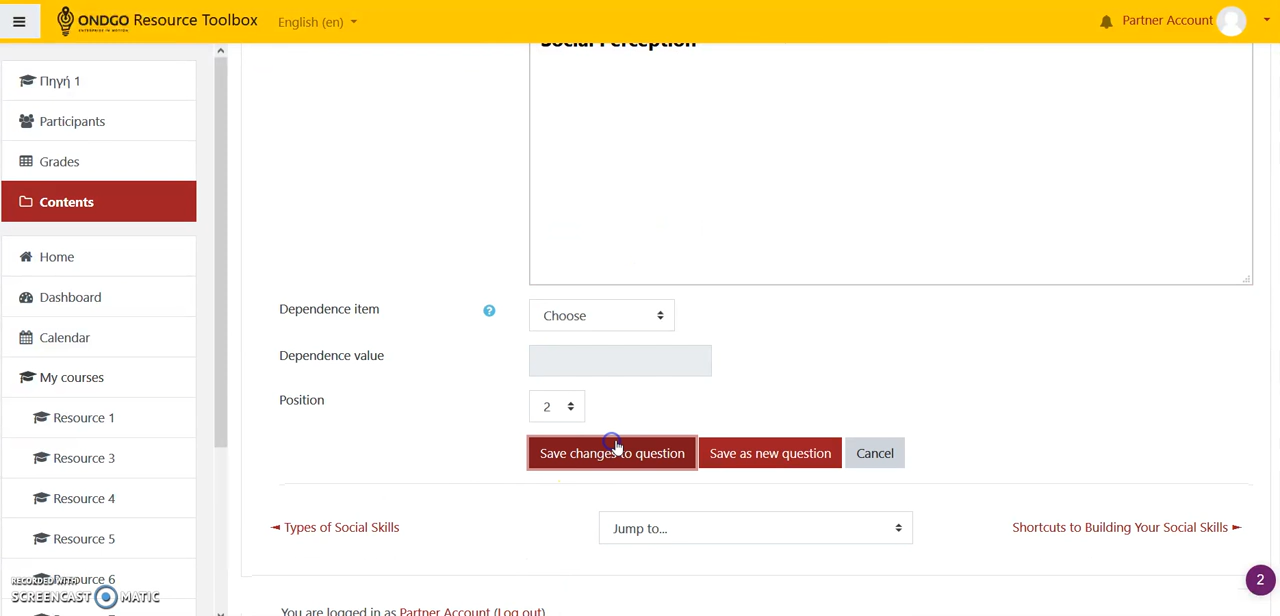 ONDGO Resource Toolbox
ENTERPRISE IN MOTION
English (en)
Partner Account
Πηγή 1
Participants
Grades
Contents
Home
Dashboard
Calendar
My courses
Resource 1
Resource 3
Resource 4
Resource 5
Resource 6
RECORDED WITH
SCREENCAST MATIC
Social Perception
Dependence item
Choose
Dependence value
Position
2
Save changes to question
Save as new question
Cancel
◄ Types of Social Skills
Jump to...
Shortcuts to Building Your Social Skills ►
2
You are logged in as Partner Account (Log out)